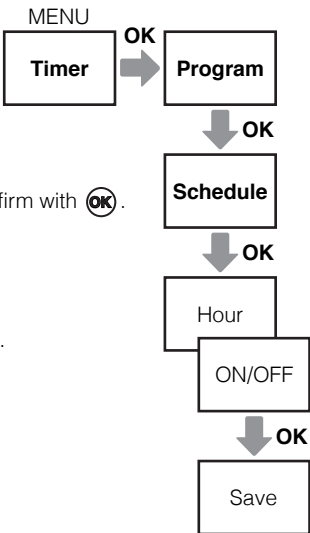 MENU
OK
Timer
Program
OK
Schedule
firm with OK.
OK
Hour
.
ON/OFF
OK
Save